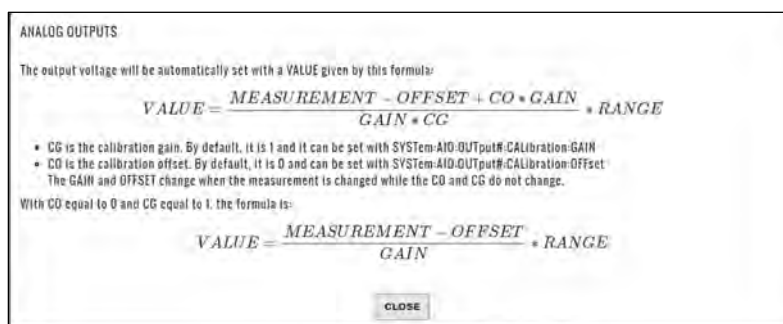 ANALOG OUTPUTS
The output voltage will be automatically set with a VALUE given by this formula:
VALUE = MEASUREMENT − OFFSET + CO * GAIN / GAIN * CG * RANGE
• CG is the calibration gain. By default, it is 1 and it can be set with SYSTem:AIO:OUTput#:CALibration:GAIN
• CO is the calibration offset. By default, it is 0 and can be set with SYSTem:AIO:OUTput#:CALibration:OFFset
The GAIN and OFFSET change when the measurement is changed while the CO and CG do not change.
With CO equal to 0 and CG equal to 1, the formula is:
VALUE = MEASUREMENT − OFFSET / GAIN * RANGE
CLOSE